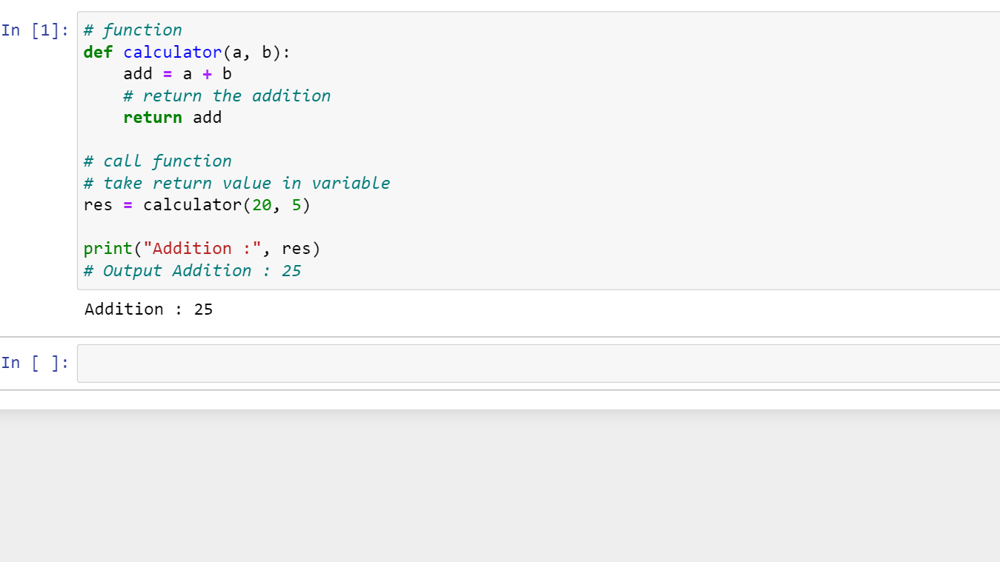 In [1]: # function
def calculator(a, b):
    add = a + b
    # return the addition
    return add

# call function
# take return value in variable
res = calculator(20, 5)

print("Addition :", res)
# Output Addition : 25
Addition : 25
In [ ]: